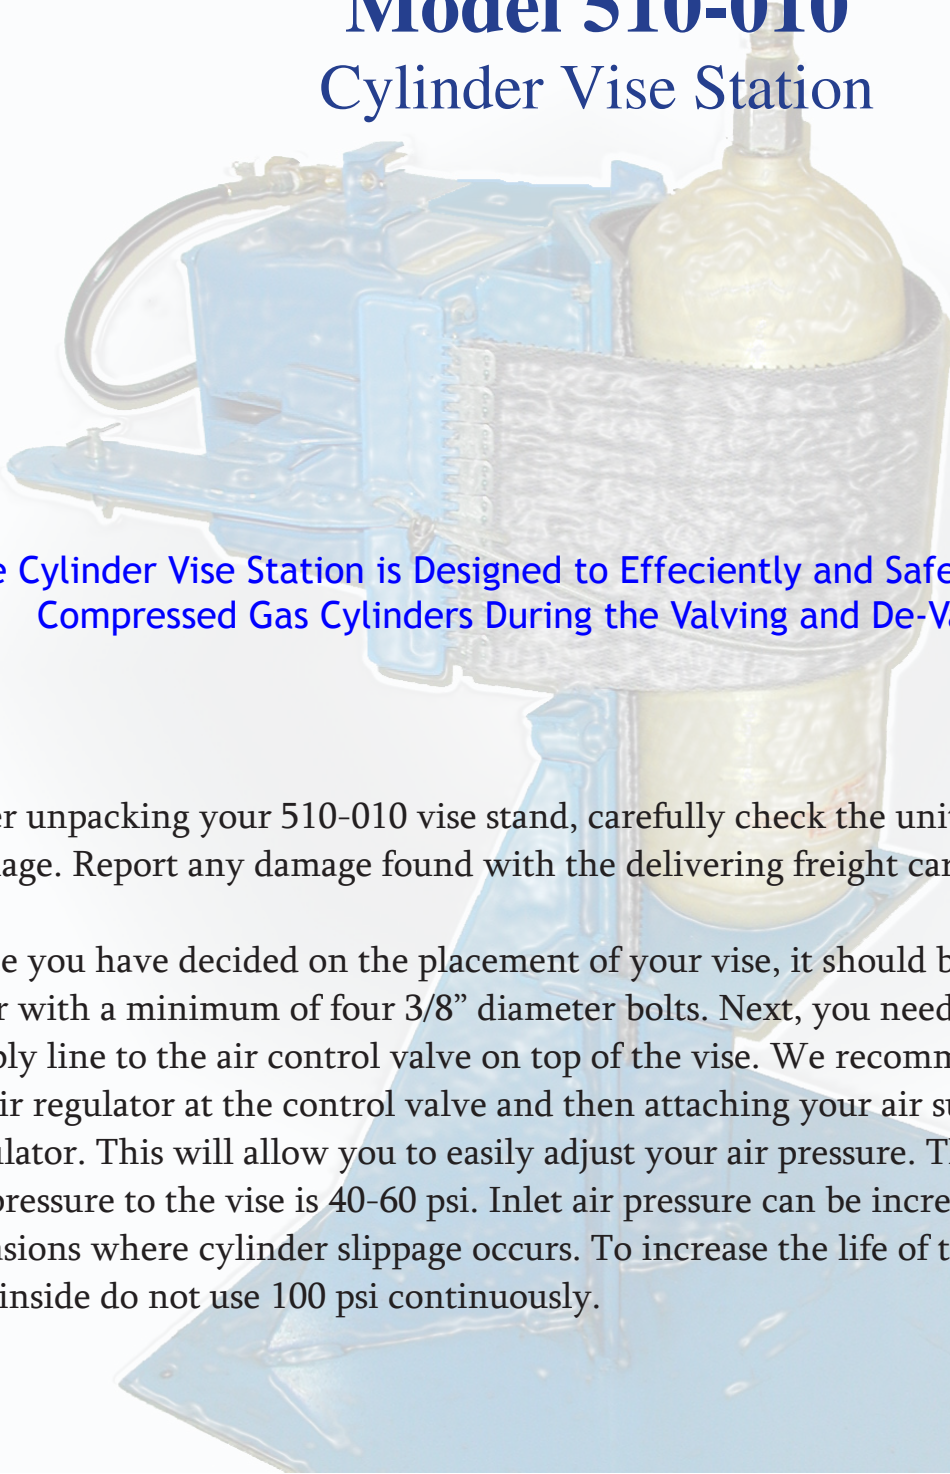 Model 510-010
Cylinder Vise Station
Cylinder Vise Station is Designed to Effeciently and Safe
Compressed Gas Cylinders During the Valving and De-Va
er unpacking your 510-010 vise stand, carefully check the unit
age. Report any damage found with the delivering freight car
e you have decided on the placement of your vise, it should b
r with a minimum of four 3/8” diameter bolts. Next, you need
ply line to the air control valve on top of the vise. We recomm
ir regulator at the control valve and then attaching your air su
ulator. This will allow you to easily adjust your air pressure. Th
pressure to the vise is 40-60 psi. Inlet air pressure can be incre
sions where cylinder slippage occurs. To increase the life of t
inside do not use 100 psi continuously.